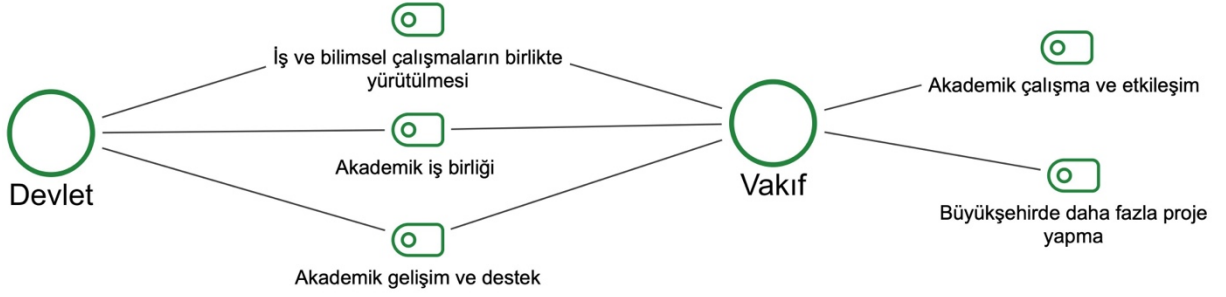 İş ve bilimsel çalışmaların birlikte
yürütülmesi
Akademik çalışma ve etkileşim
Akademik iş birliği
Devlet
Vakıf
Büyükşehirde daha fazla proje
yapma
Akademik gelişim ve destek